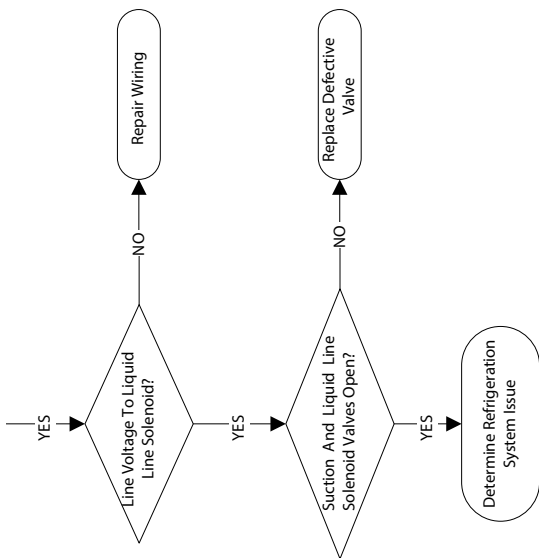 YES
Line Voltage To Liquid
Line Solenoid?
NO
Repair Wiring
YES
Suction And Liquid Line
Solenoid Valves Open?
NO
Replace Defective
Valve
YES
Determine Refrigeration
System Issue